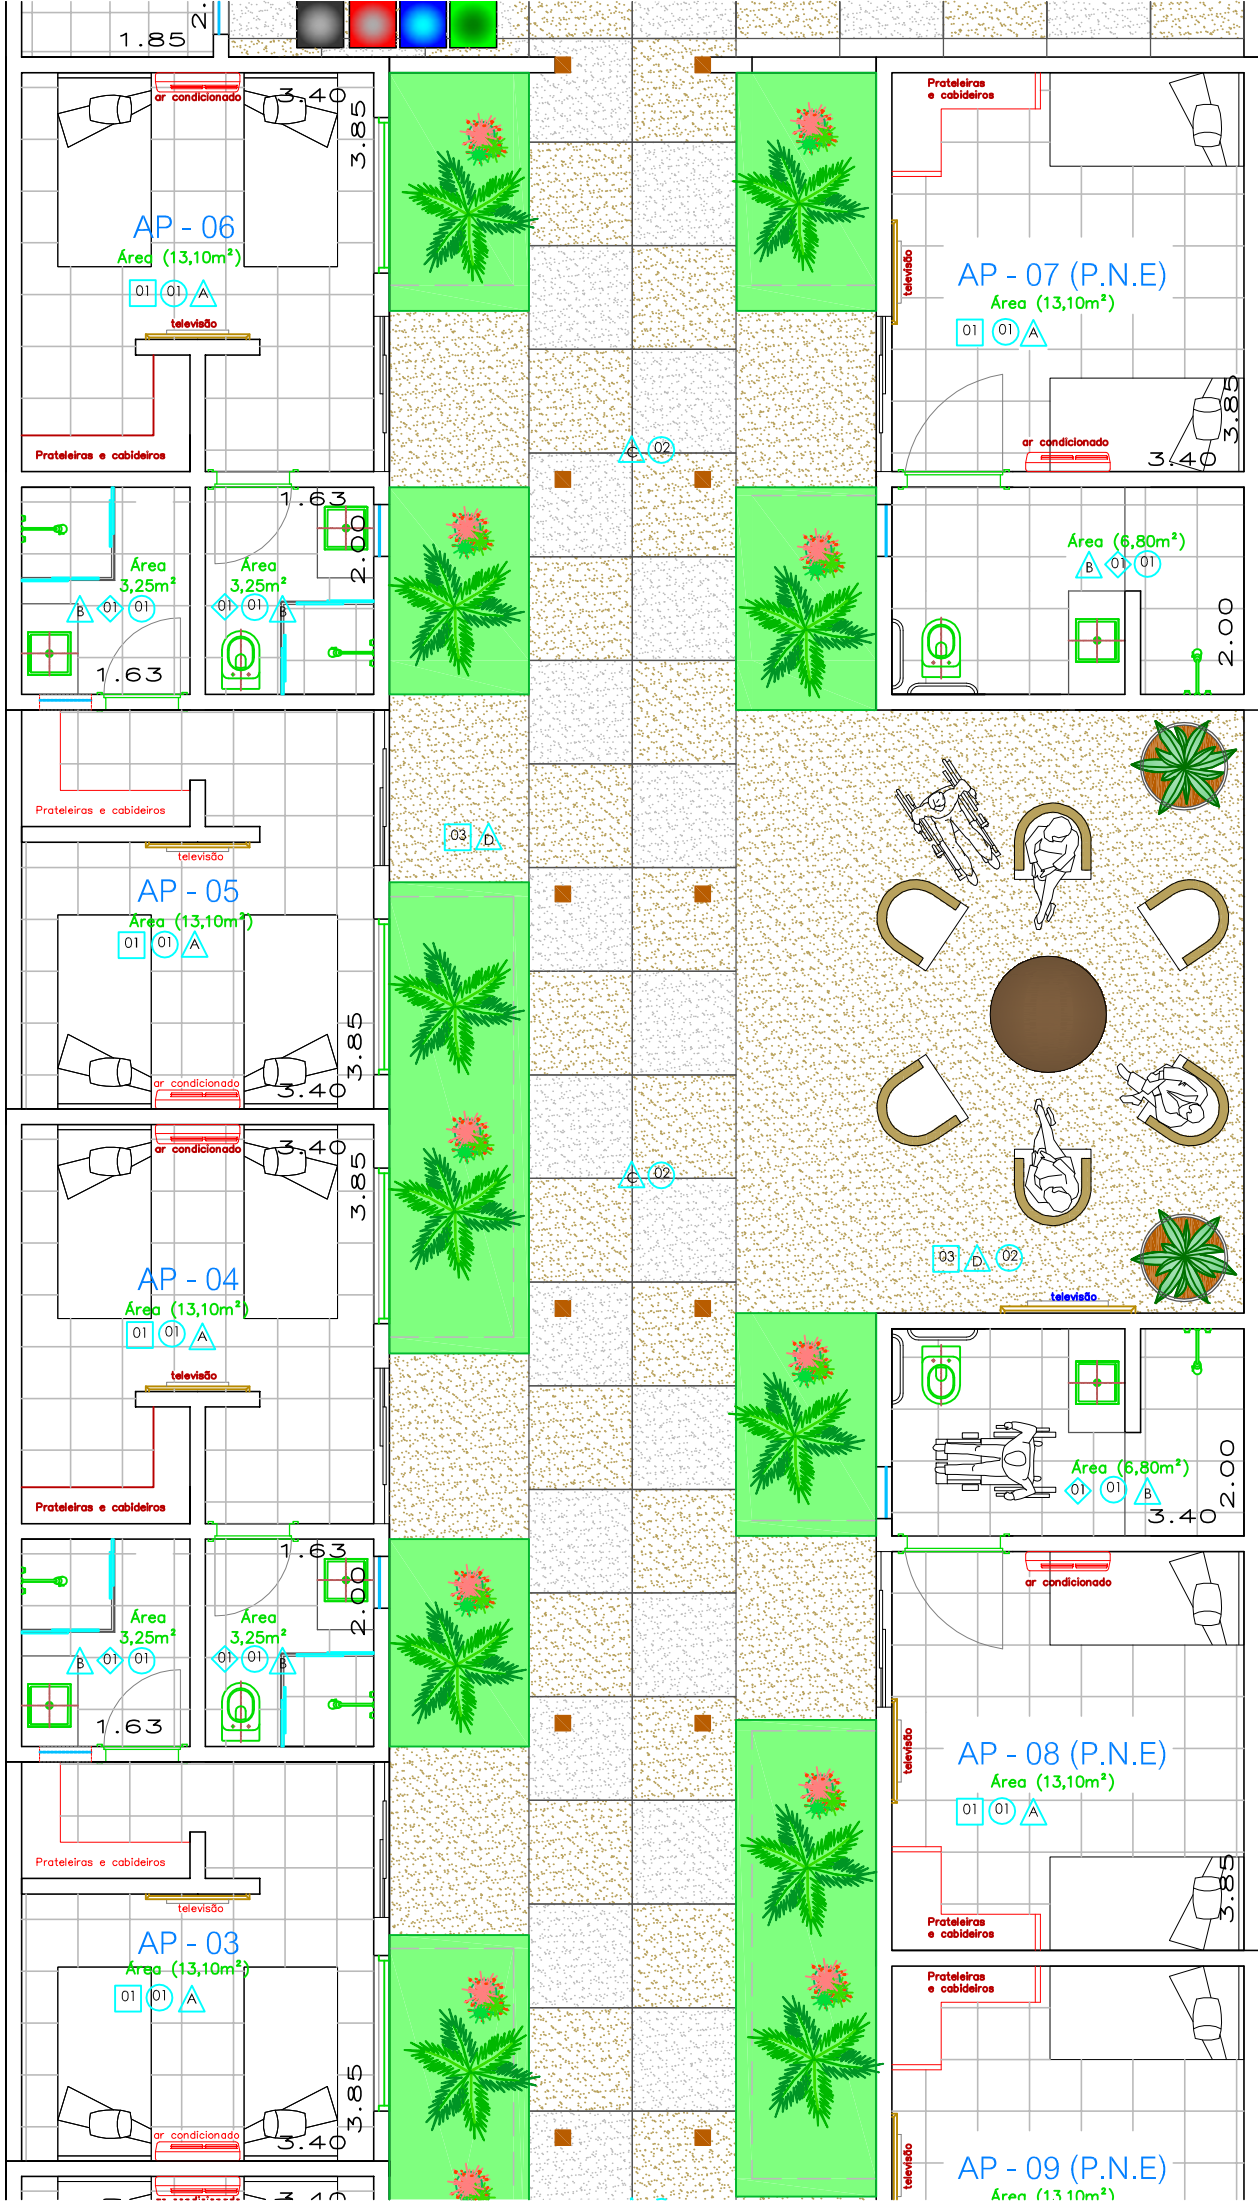 2.
1.85
ar condicionado
3.40
3.85
AP - 06
Área (13,10m²)
01 01 A
televisão
Prateleiras e cabideiros
Prateleiras
e cabideiros
televisão
AP - 07 (P.N.E)
Área (13,10m²)
01 01 A
3.85
ar condicionado
3.40
C 02
1.63
2.00
Área
3,25m²
B 01 01
1.63
Área
3,25m²
01 01 B
Área (6,80m²)
B 01 01
2.00
Prateleiras e cabideiros
televisão
AP - 05
Área (13,10m²)
01 01 A
3.85
ar condicionado
3.40
03 D
ar condicionado
3.40
3.85
AP - 04
Área (13,10m²)
01 01 A
televisão
Prateleiras e cabideiros
C 02
03 D 02
televisão
1.63
2.00
Área
3,25m²
B 01 01
1.63
Área
3,25m²
01 01 B
Área (6,80m²)
01 01 B
2.00
3.40
ar condicionado
televisão
AP - 08 (P.N.E)
Área (13,10m²)
01 01 A
3.85
Prateleiras
e cabideiros
Prateleiras e cabideiros
televisão
AP - 03
Área (13,10m²)
01 01 A
3.85
ar condicionado
3.40
Prateleiras
e cabideiros
televisão
AP - 09 (P.N.E)
Área (13,10m²)
3.40